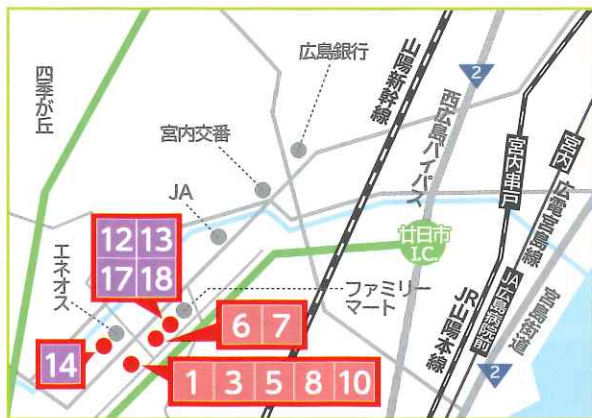 広島銀行
山陽新幹線
2
四季が丘
西広島バイパス
宮内交番
宮内串戸
宮内
広電宮島線
JA
廿日市
I.C.
12 13
17 18
エネオス
ファミリー
マート
JR山陽本線
JA広島病院前
宮島街道
6 7
14
1 3 5 8 10
2